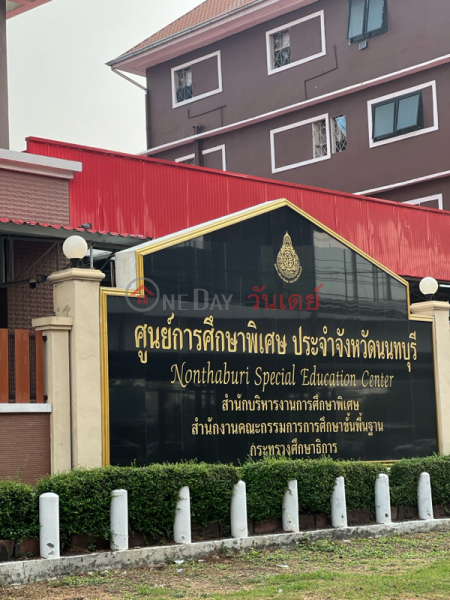 ONE DAY วันเดย์
ศูนย์การศึกษาพิเศษ ประจำจังหวัดนนทบุรี
Nonthaburi Special Education Center
สำนักบริหารงานการศึกษาพิเศษ
สำนักงานคณะกรรมการการศึกษาขั้นพื้นฐาน
กระทรวงศึกษาธิการ